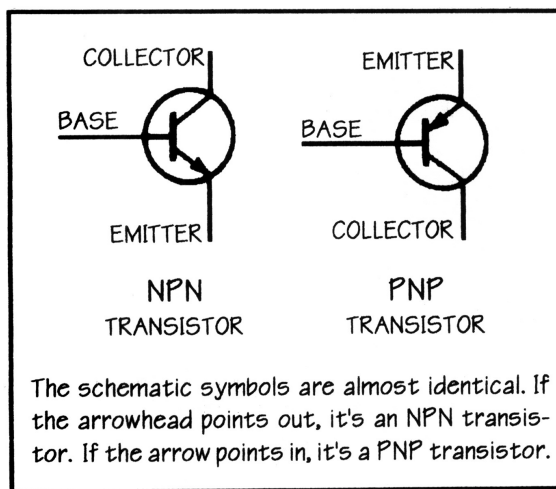 COLLECTOR
BASE
EMITTER
NPN
TRANSISTOR
EMITTER
BASE
COLLECTOR
PNP
TRANSISTOR
The schematic symbols are almost identical. If
the arrowhead points out, it's an NPN transis-
tor. If the arrow points in, it's a PNP transistor.